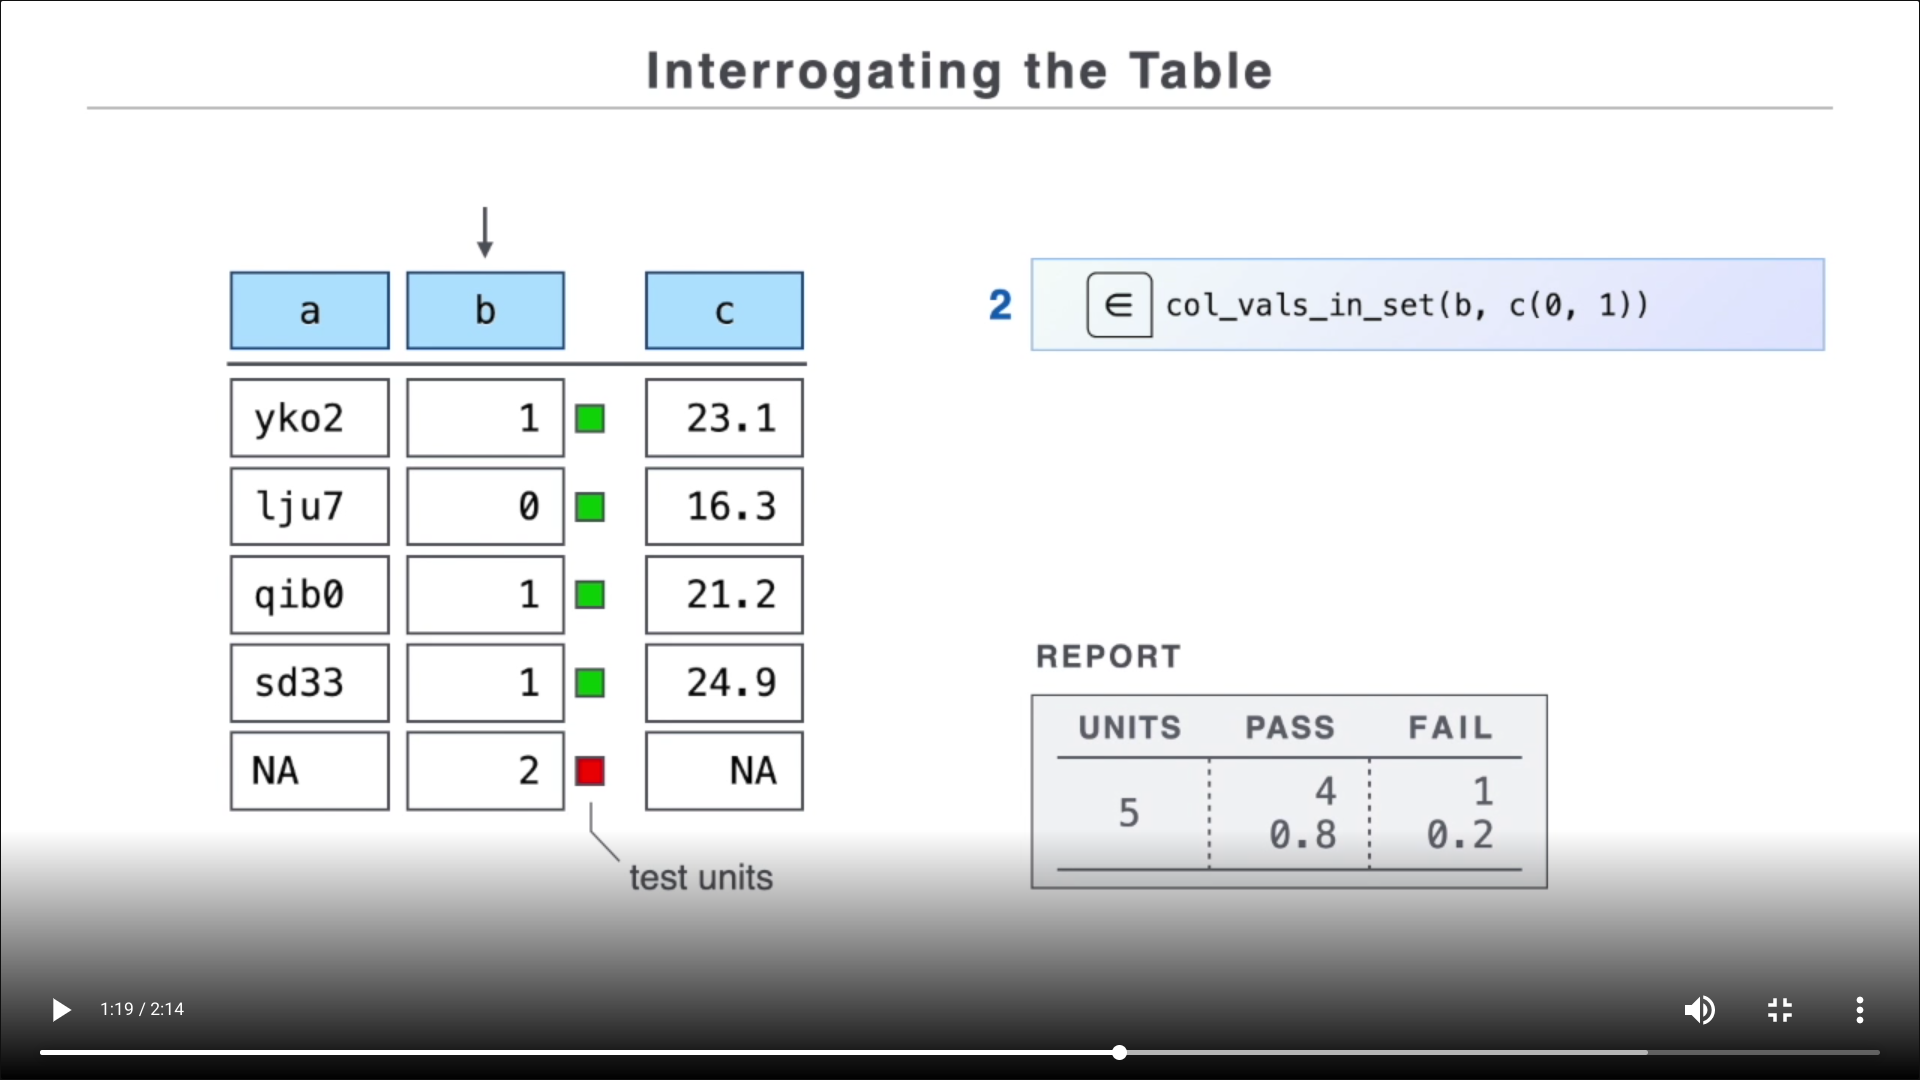 Interrogating the Table
a b c
yko2 1 23.1
lju7 0 16.3
qib0 1 21.2
sd33 1 24.9
NA 2 NA
test units
2 ∈ col_vals_in_set(b, c(0, 1))
REPORT
UNITS PASS FAIL
5 4 1
0.8 0.2
1:19 / 2:14